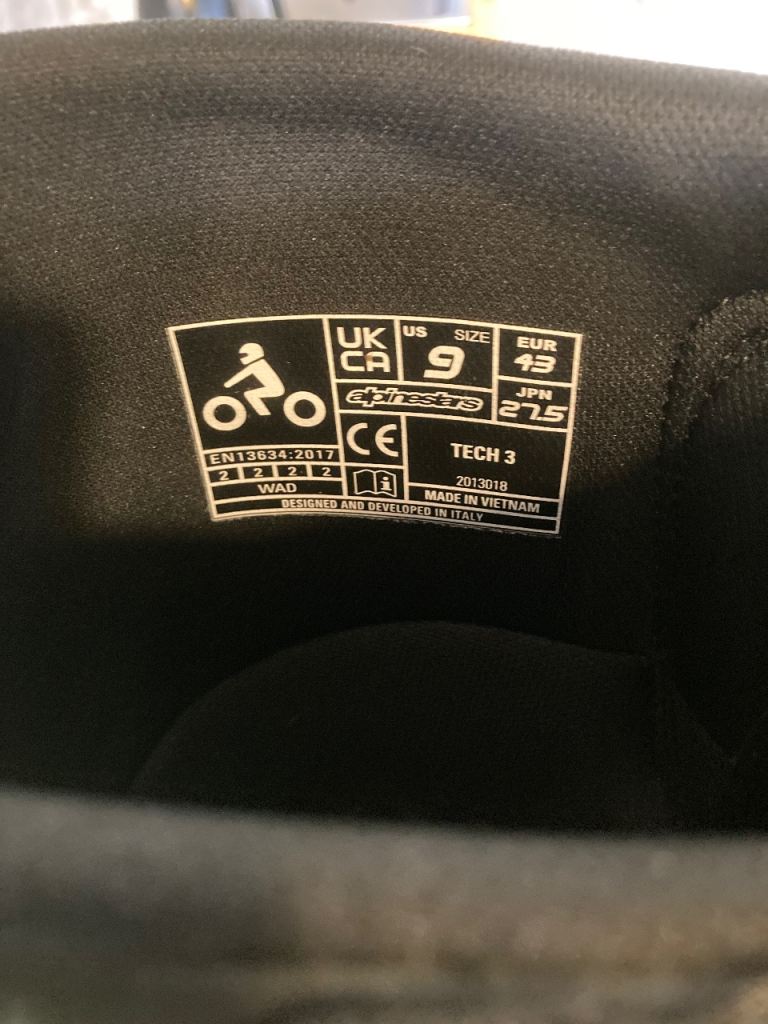 UK
CA
US SIZE
9
EUR
43
alpinestars
JPN
27.5
CE
TECH 3
2013018
EN13634:2017
2 2 2 2
WAD
i
MADE IN VIETNAM
DESIGNED AND DEVELOPED IN ITALY